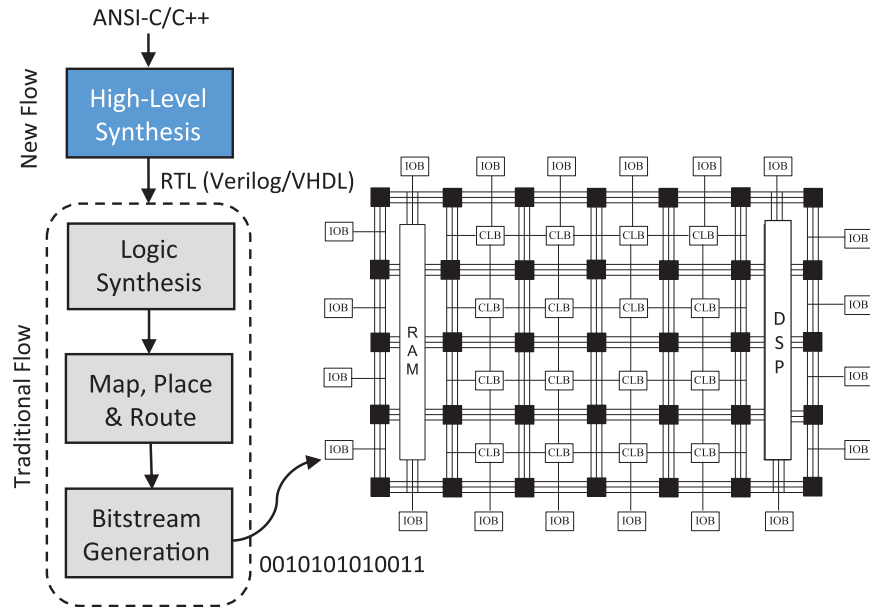 ANSI-C/C++
New Flow
High-Level
Synthesis
RTL (Verilog/VHDL)
Traditional Flow
Logic
Synthesis
Map, Place
& Route
Bitstream
Generation
0010101010011
IOB IOB IOB IOB IOB IOB
IOB CLB CLB CLB CLB IOB
IOB CLB CLB CLB CLB IOB
RAM
DSP
IOB CLB CLB CLB CLB IOB
IOB CLB CLB CLB CLB IOB
IOB IOB IOB IOB IOB IOB